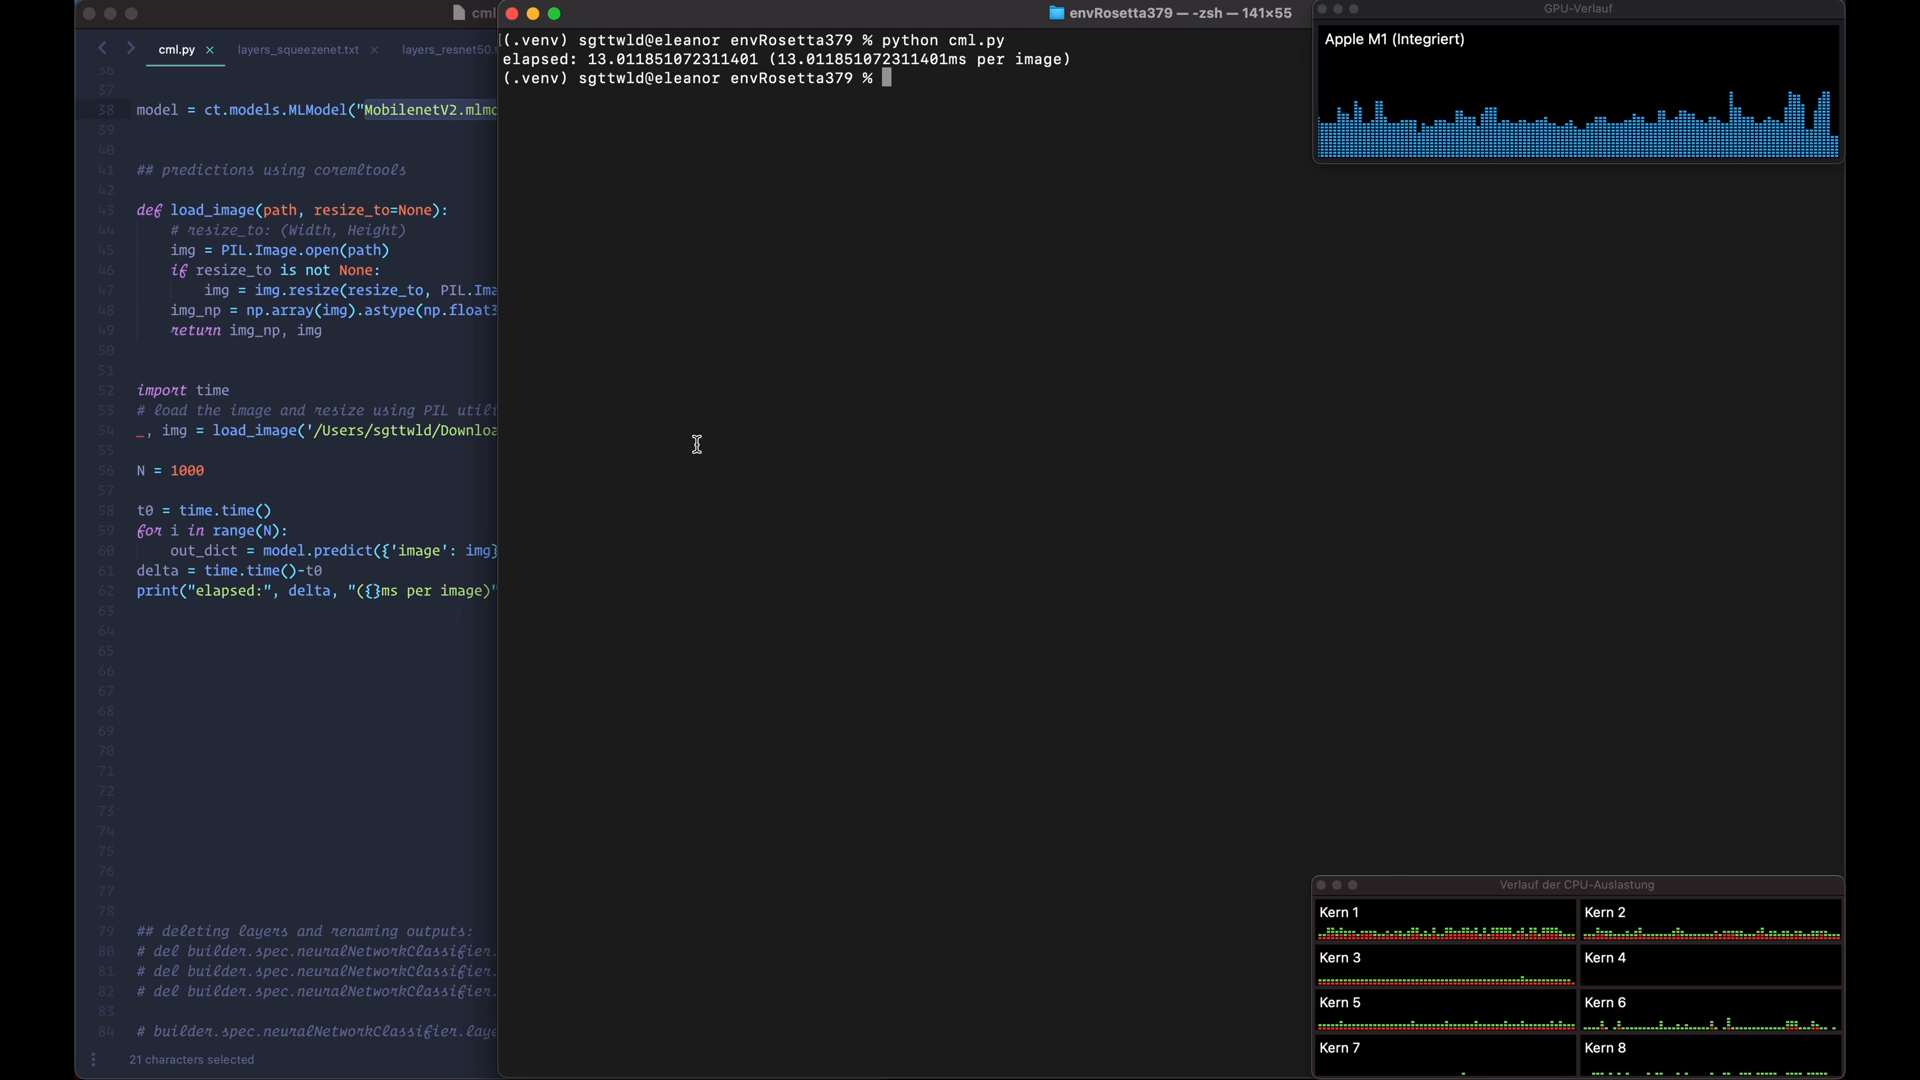 cml
cml.py
layers_squeezenet.txt
layers_resnet50.t
36
37
38 model = ct.models.MLModel("MobilenetV2.mlmo
39
40
41 ## predictions using coremltools
42
43 def load_image(path, resize_to=None):
44 # resize_to: (Width, Height)
45 img = PIL.Image.open(path)
46 if resize_to is not None:
47 img = img.resize(resize_to, PIL.Ima
48 img_np = np.array(img).astype(np.float3
49 return img_np, img
50
51
52 import time
53 # load the image and resize using PIL utili
54 _, img = load_image('/Users/sgttwld/Downloa
55
56 N = 1000
57
58 t0 = time.time()
59 for i in range(N):
60 out_dict = model.predict({'image': img}
61 delta = time.time()-t0
62 print("elapsed:", delta, "({}ms per image)"
63
64
65
66
67
68
69
70
71
72
73
74
75
76
77
78
79 ## deleting layers and renaming outputs:
80 # del builder.spec.neuralNetworkClassifier.
81 # del builder.spec.neuralNetworkClassifier.
82 # del builder.spec.neuralNetworkClassifier.
83
84 # builder.spec.neuralNetworkClassifier.laye
21 characters selected
envRosetta379 — -zsh — 141×55
(.venv) sgttwld@eleanor envRosetta379 % python cml.py
elapsed: 13.011851072311401 (13.011851072311401ms per image)
(.venv) sgttwld@eleanor envRosetta379 %
GPU-Verlauf
Apple M1 (Integriert)
Verlauf der CPU-Auslastung
Kern 1
Kern 2
Kern 3
Kern 4
Kern 5
Kern 6
Kern 7
Kern 8